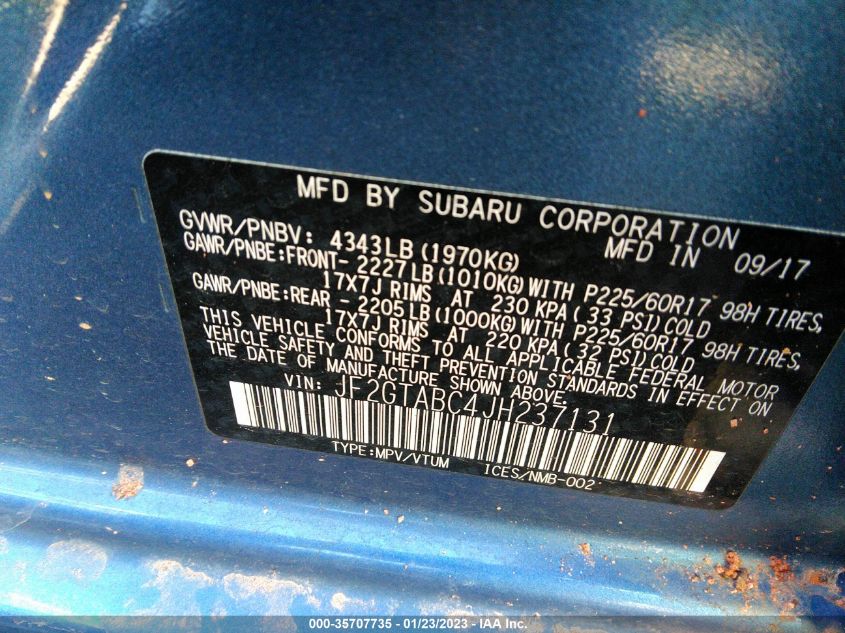 MFD BY SUBARU CORPORATION
GVWR/PNBV: 4343LB(1970KG) MFD IN 09/17
GAWR/PNBE:FRONT- 2227LB(1010KG)WITH P225/60R17 98H TIRES,
17X7J RIMS AT 230 KPA(33 PSI)COLD
GAWR/PNBE:REAR - 2205LB(1000KG)WITH P225/60R17 98H TIRES,
17X7J RIMS AT 220 KPA(32 PSI)COLD
THIS VEHICLE CONFORMS TO ALL APPLICABLE FEDERAL MOTOR
VEHICLE SAFETY AND THEFT PREVENTION STANDARDS IN EFFECT ON
THE DATE OF MANUFACTURE SHOWN ABOVE.
VIN: JF2GTABC4JH237131
TYPE:MPV/VTUM ICES/NMB-002
000-35707735 - 01/23/2023 - IAA Inc.